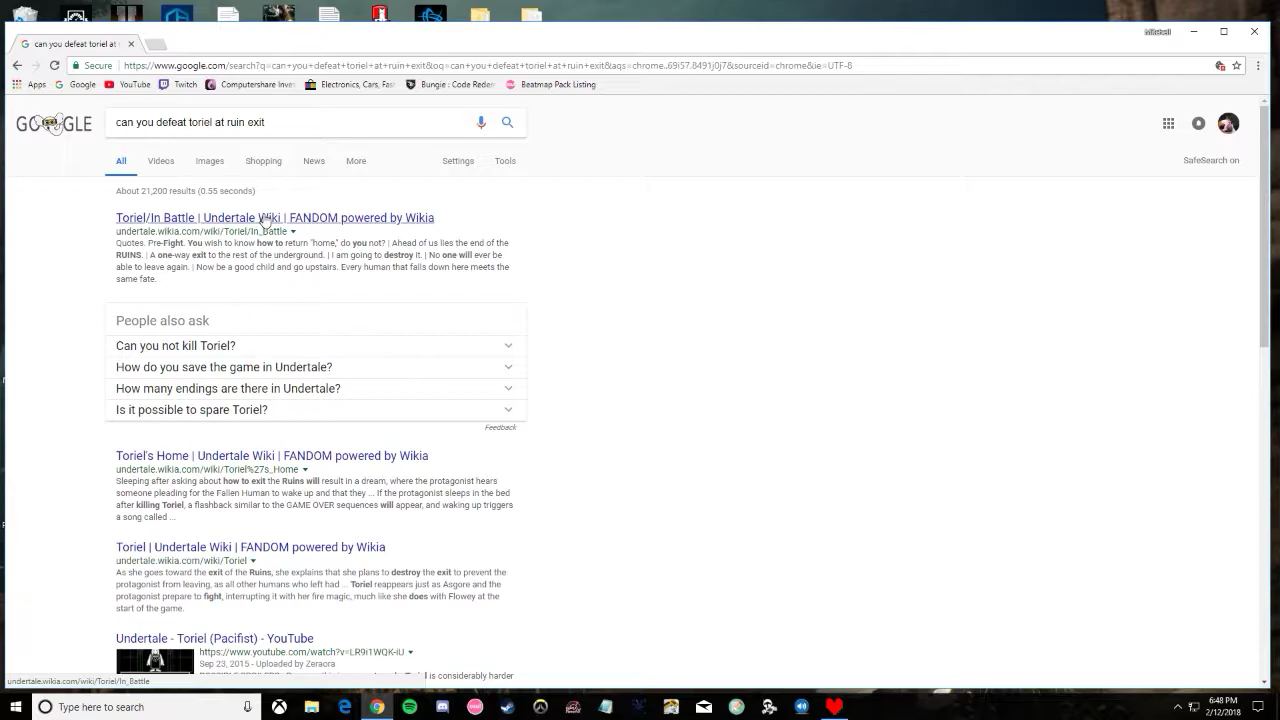 Mitchell
can you defeat toriel at
Secure
https://www.google.com/search?q=can+you+defeat+toriel+at+ruin+exit&oq=can+you+defeat+toriel+at+ruin+exit&aqs=chrome..69i57.8491j0j7&sourceid=chrome&ie=UTF-8
Apps Google YouTube Twitch Computershare Inves Electronics, Cars, Bungie : Code Redem Beatmap Pack Listing
GOOGLE can you defeat toriel at ruin exit
All Videos Images Shopping News More Settings Tools SafeSearch on
About 21,200 results (0.55 seconds)
Toriel/In Battle | Undertale Wiki | FANDOM powered by Wikia
undertale.wikia.com/wiki/Toriel/In_Battle
Quotes. Pre-Fight. You wish to know how to return "home," do you not? | Ahead of us lies the end of the
RUINS. | A one-way exit to the rest of the underground. | I am going to destroy it. | No one will ever be
able to leave again. | Now be a good child and go upstairs. Every human that falls down here meets the
same fate.
People also ask
Can you not kill Toriel?
How do you save the game in Undertale?
How many endings are there in Undertale?
Is it possible to spare Toriel?
Feedback
Toriel's Home | Undertale Wiki | FANDOM powered by Wikia
undertale.wikia.com/wiki/Toriel%27s_Home
Sleeping after asking about how to exit the Ruins will result in a dream, where the protagonist hears
someone pleading for the Fallen Human to wake up and that they ... If the protagonist sleeps in the bed
after killing Toriel, a flashback similar to the GAME OVER sequences will appear, and waking up triggers
a song called ...
Toriel | Undertale Wiki | FANDOM powered by Wikia
undertale.wikia.com/wiki/Toriel
As she goes toward the exit of the Ruins, she explains that she plans to destroy the exit to prevent the
protagonist from leaving, as all other humans who left had ... Toriel reappears just as Asgore and the
protagonist prepare to fight, interrupting it with her fire magic, much like she does with Flowey at the
start of the game.
Undertale - Toriel (Pacifist) - YouTube
https://www.youtube.com/watch?v=LR9i1WQK-iU
Sep 23, 2015 - Uploaded by Zeraora
is considerably harder
undertale.wikia.com/wiki/Toriel/In_Battle
Type here to search
6:48 PM
2/12/2018